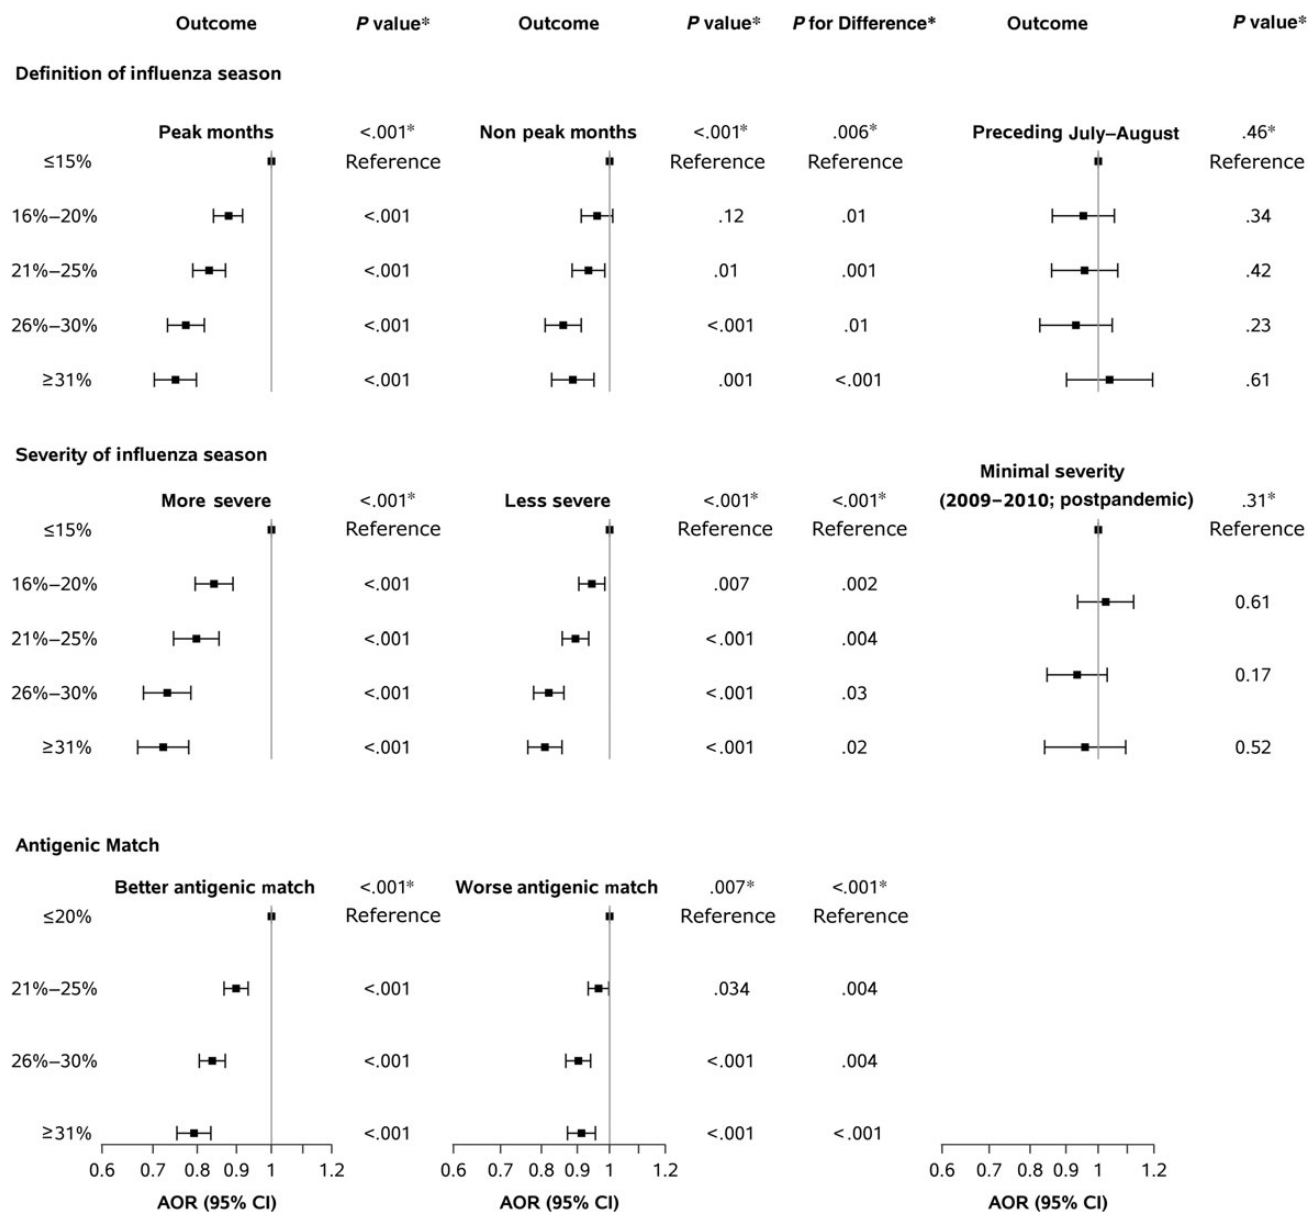 Outcome P value* Outcome P value* P for Difference* Outcome P value*
Definition of influenza season
Peak months <.001* Non peak months <.001* .006* Preceding July–August .46*
≤15% Reference Reference Reference Reference
16%–20% <.001 .12 .01 .34
21%–25% <.001 .01 .001 .42
26%–30% <.001 <.001 .01 .23
≥31% <.001 .001 <.001 .61
Severity of influenza season
Minimal severity
More severe <.001* Less severe <.001* <.001* (2009–2010; postpandemic) .31*
≤15% Reference Reference Reference Reference
16%–20% <.001 .007 .002
0.61
21%–25% <.001 <.001 .004
0.17
26%–30% <.001 <.001 .03
≥31% <.001 <.001 .02 0.52
Antigenic Match
Better antigenic match <.001* Worse antigenic match .007* <.001*
≤20% Reference Reference Reference
21%–25% <.001 .034 .004
26%–30% <.001 <.001 .004
≥31% <.001 <.001 <.001
0.6 0.7 0.8 0.9 1 1.2 0.6 0.7 0.8 0.9 1 1.2 0.6 0.7 0.8 0.9 1 1.2
AOR (95% CI) AOR (95% CI) AOR (95% CI)